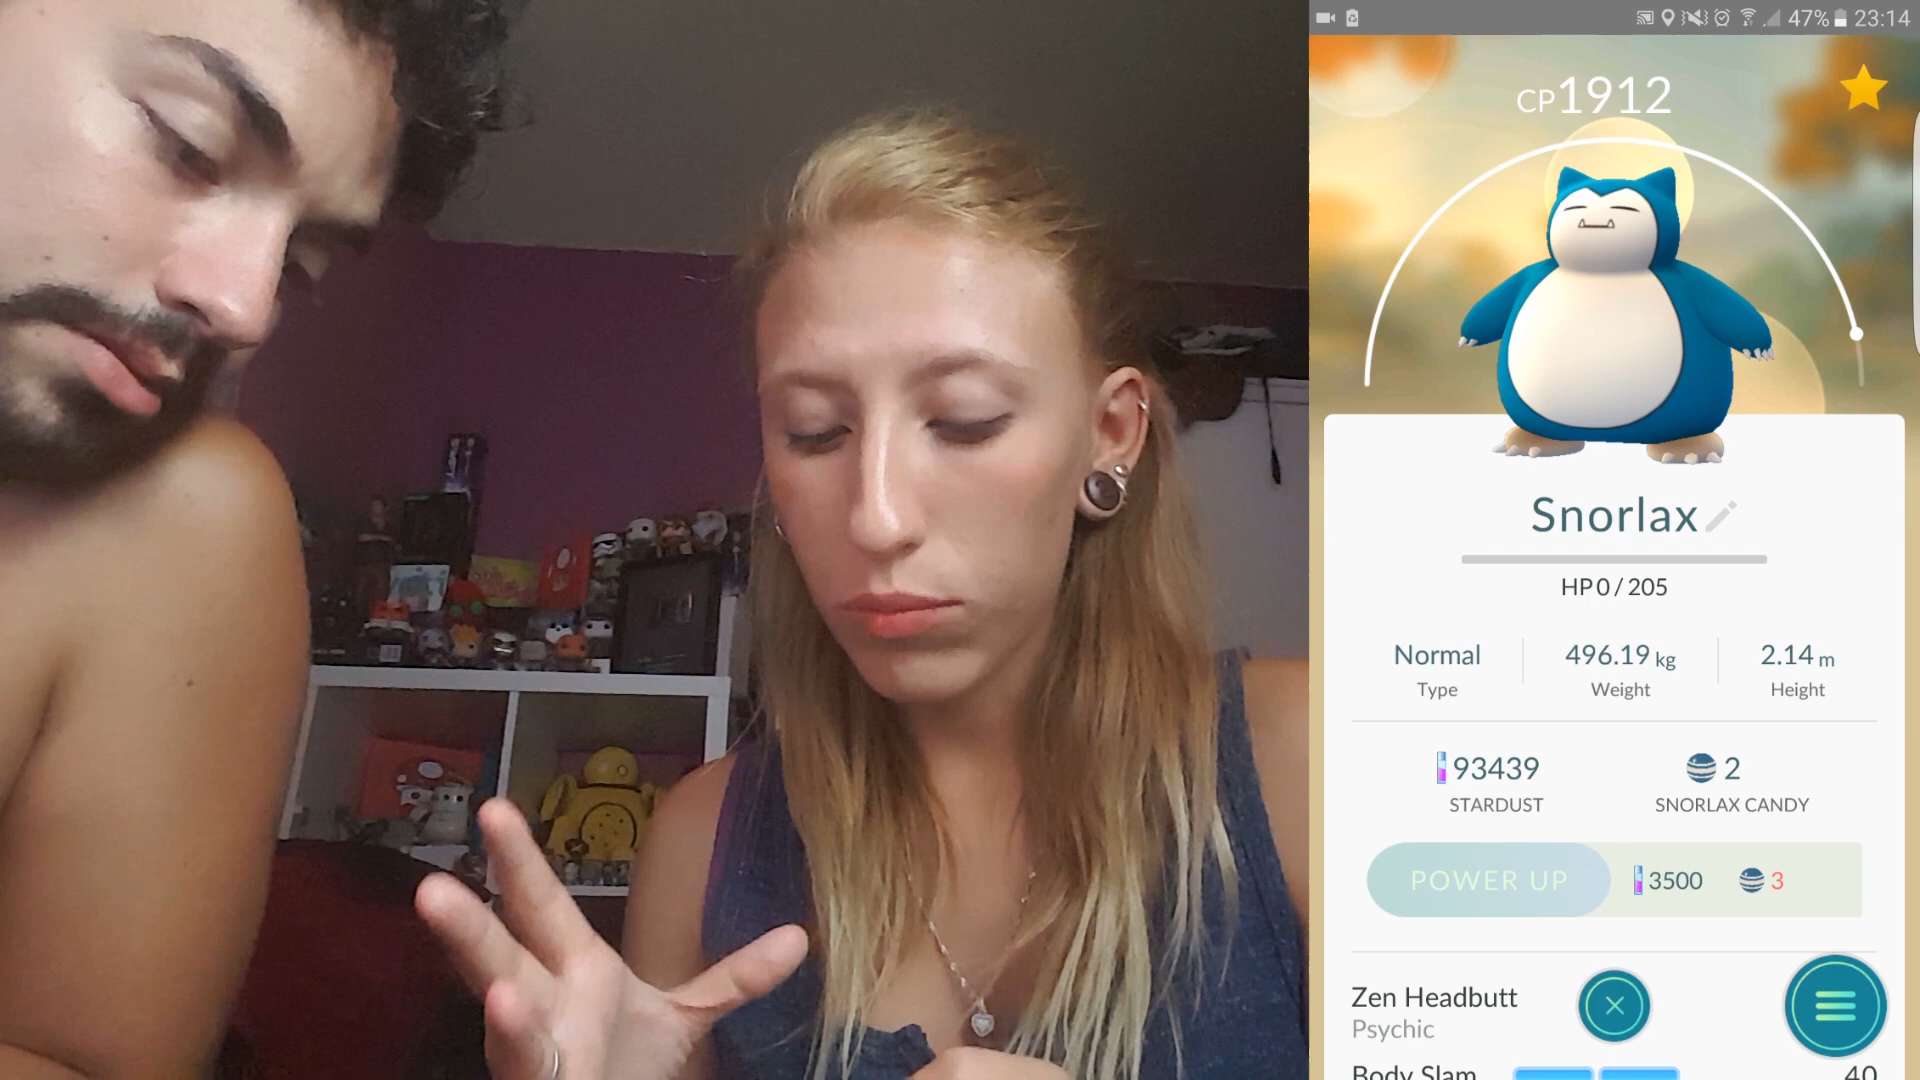 47% 23:14
CP1912
Snorlax
HP 0 / 205
Normal 496.19 kg 2.14 m
Type Weight Height
93439 2
STARDUST SNORLAX CANDY
POWER UP 3500 3
Zen Headbutt
Psychic
Body Slam 40